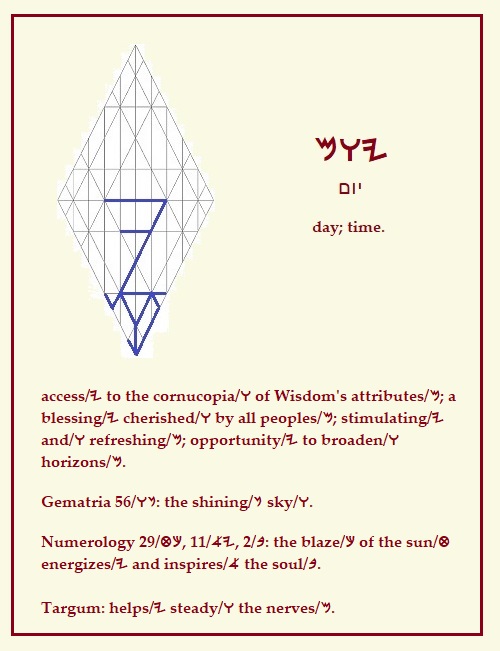 𐤉𐤅𐤌
יום
day; time.
access/𐤉 to the cornucopia/𐤅 of Wisdom's attributes/𐤌; a
blessing/𐤉 cherished/𐤅 by all peoples/𐤌; stimulating/𐤉
and/𐤅 refreshing/𐤌; opportunity/𐤉 to broaden/𐤅
horizons/𐤌.
Gematria 56/𐤍𐤅: the shining/𐤍 sky/𐤅.
Numerology 29/𐤊𐤈, 11/𐤉𐤀, 2/𐤁: the blaze/𐤊 of the sun/𐤈
energizes/𐤉 and inspires/𐤀 the soul/𐤁.
Targum: helps/𐤉 steady/𐤅 the nerves/𐤌.